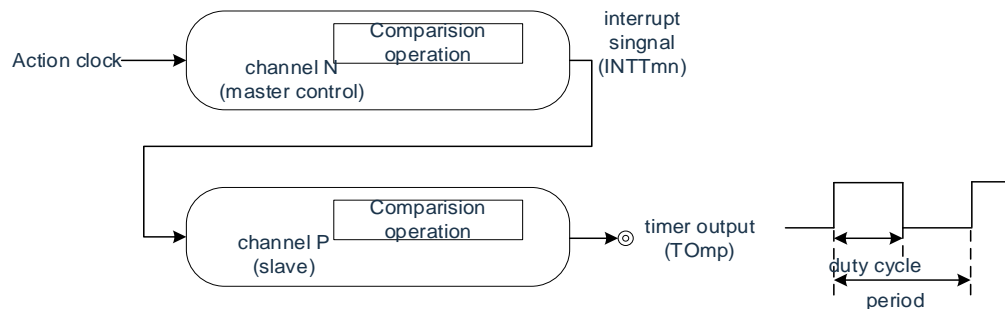 Action clock
Comparision
operation
channel N
(master control)
interrupt
singnal
(INTTmn)
Comparision
operation
channel P
(slave)
timer output
(TOmp)
duty cycle
period